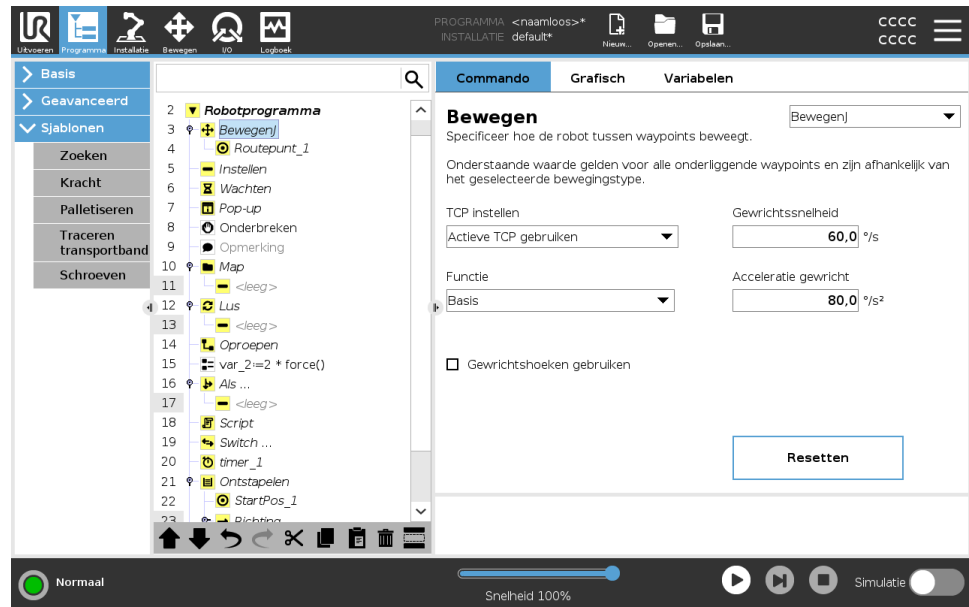 PROGRAMMA <naamloos>*
INSTALLATIE default*
Uitvoeren Programma Installatie Bewegen I/O Logboek
Nieuw... Openen... Opslaan...
CCCC
CCCC
Basis
Geavanceerd
Sjablonen
Zoeken
Kracht
Palletiseren
Traceren
transportband
Schroeven
2 Robotprogramma
3 BewegenJ
4 Routepunt_1
5 Instellen
6 Wachten
7 Pop-up
8 Onderbreken
9 Opmerking
10 Map
11 <leeg>
12 Lus
13 <leeg>
14 Oproepen
15 var_2:=2 * force()
16 Als ...
17 <leeg>
18 Script
19 Switch ...
20 timer_1
21 Ontstapelen
22 StartPos_1
23 Richting
Commando Grafisch Variabelen
Bewegen
BewegenJ
Specificeer hoe de robot tussen waypoints beweegt.
Onderstaande waarde gelden voor alle onderliggende waypoints en zijn afhankelijk van
het geselecteerde bewegingstype.
TCP instellen Gewrichtssnelheid
Actieve TCP gebruiken 60,0 °/s
Functie Acceleratie gewricht
Basis 80,0 °/s²
Gewrichtshoeken gebruiken
Resetten
Normaal
Snelheid 100%
Simulatie